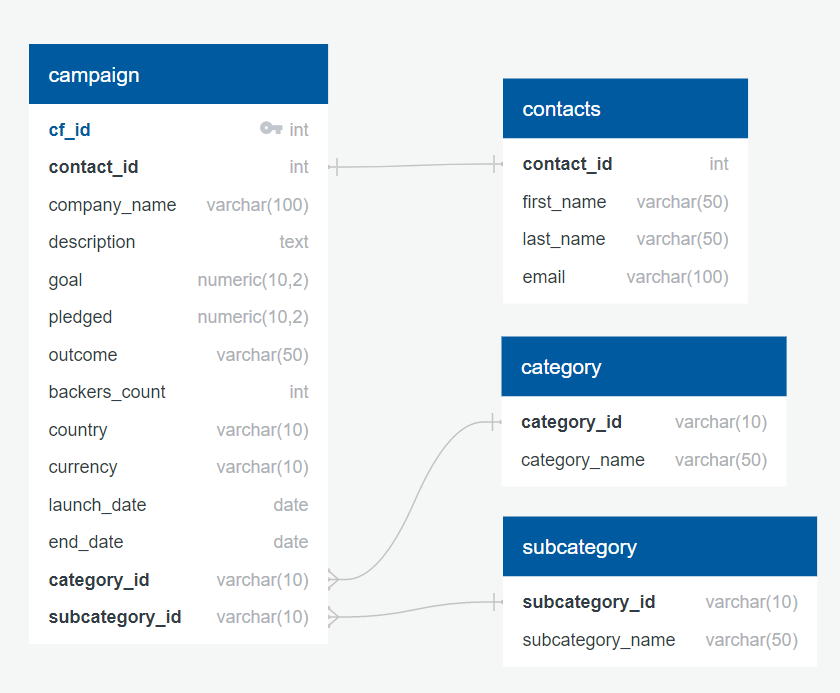 campaign
cf_id int
contact_id int
company_name varchar(100)
description text
goal numeric(10,2)
pledged numeric(10,2)
outcome varchar(50)
backers_count int
country varchar(10)
currency varchar(10)
launch_date date
end_date date
category_id varchar(10)
subcategory_id varchar(10)
contacts
contact_id int
first_name varchar(50)
last_name varchar(50)
email varchar(100)
category
category_id varchar(10)
category_name varchar(50)
subcategory
subcategory_id varchar(10)
subcategory_name varchar(50)